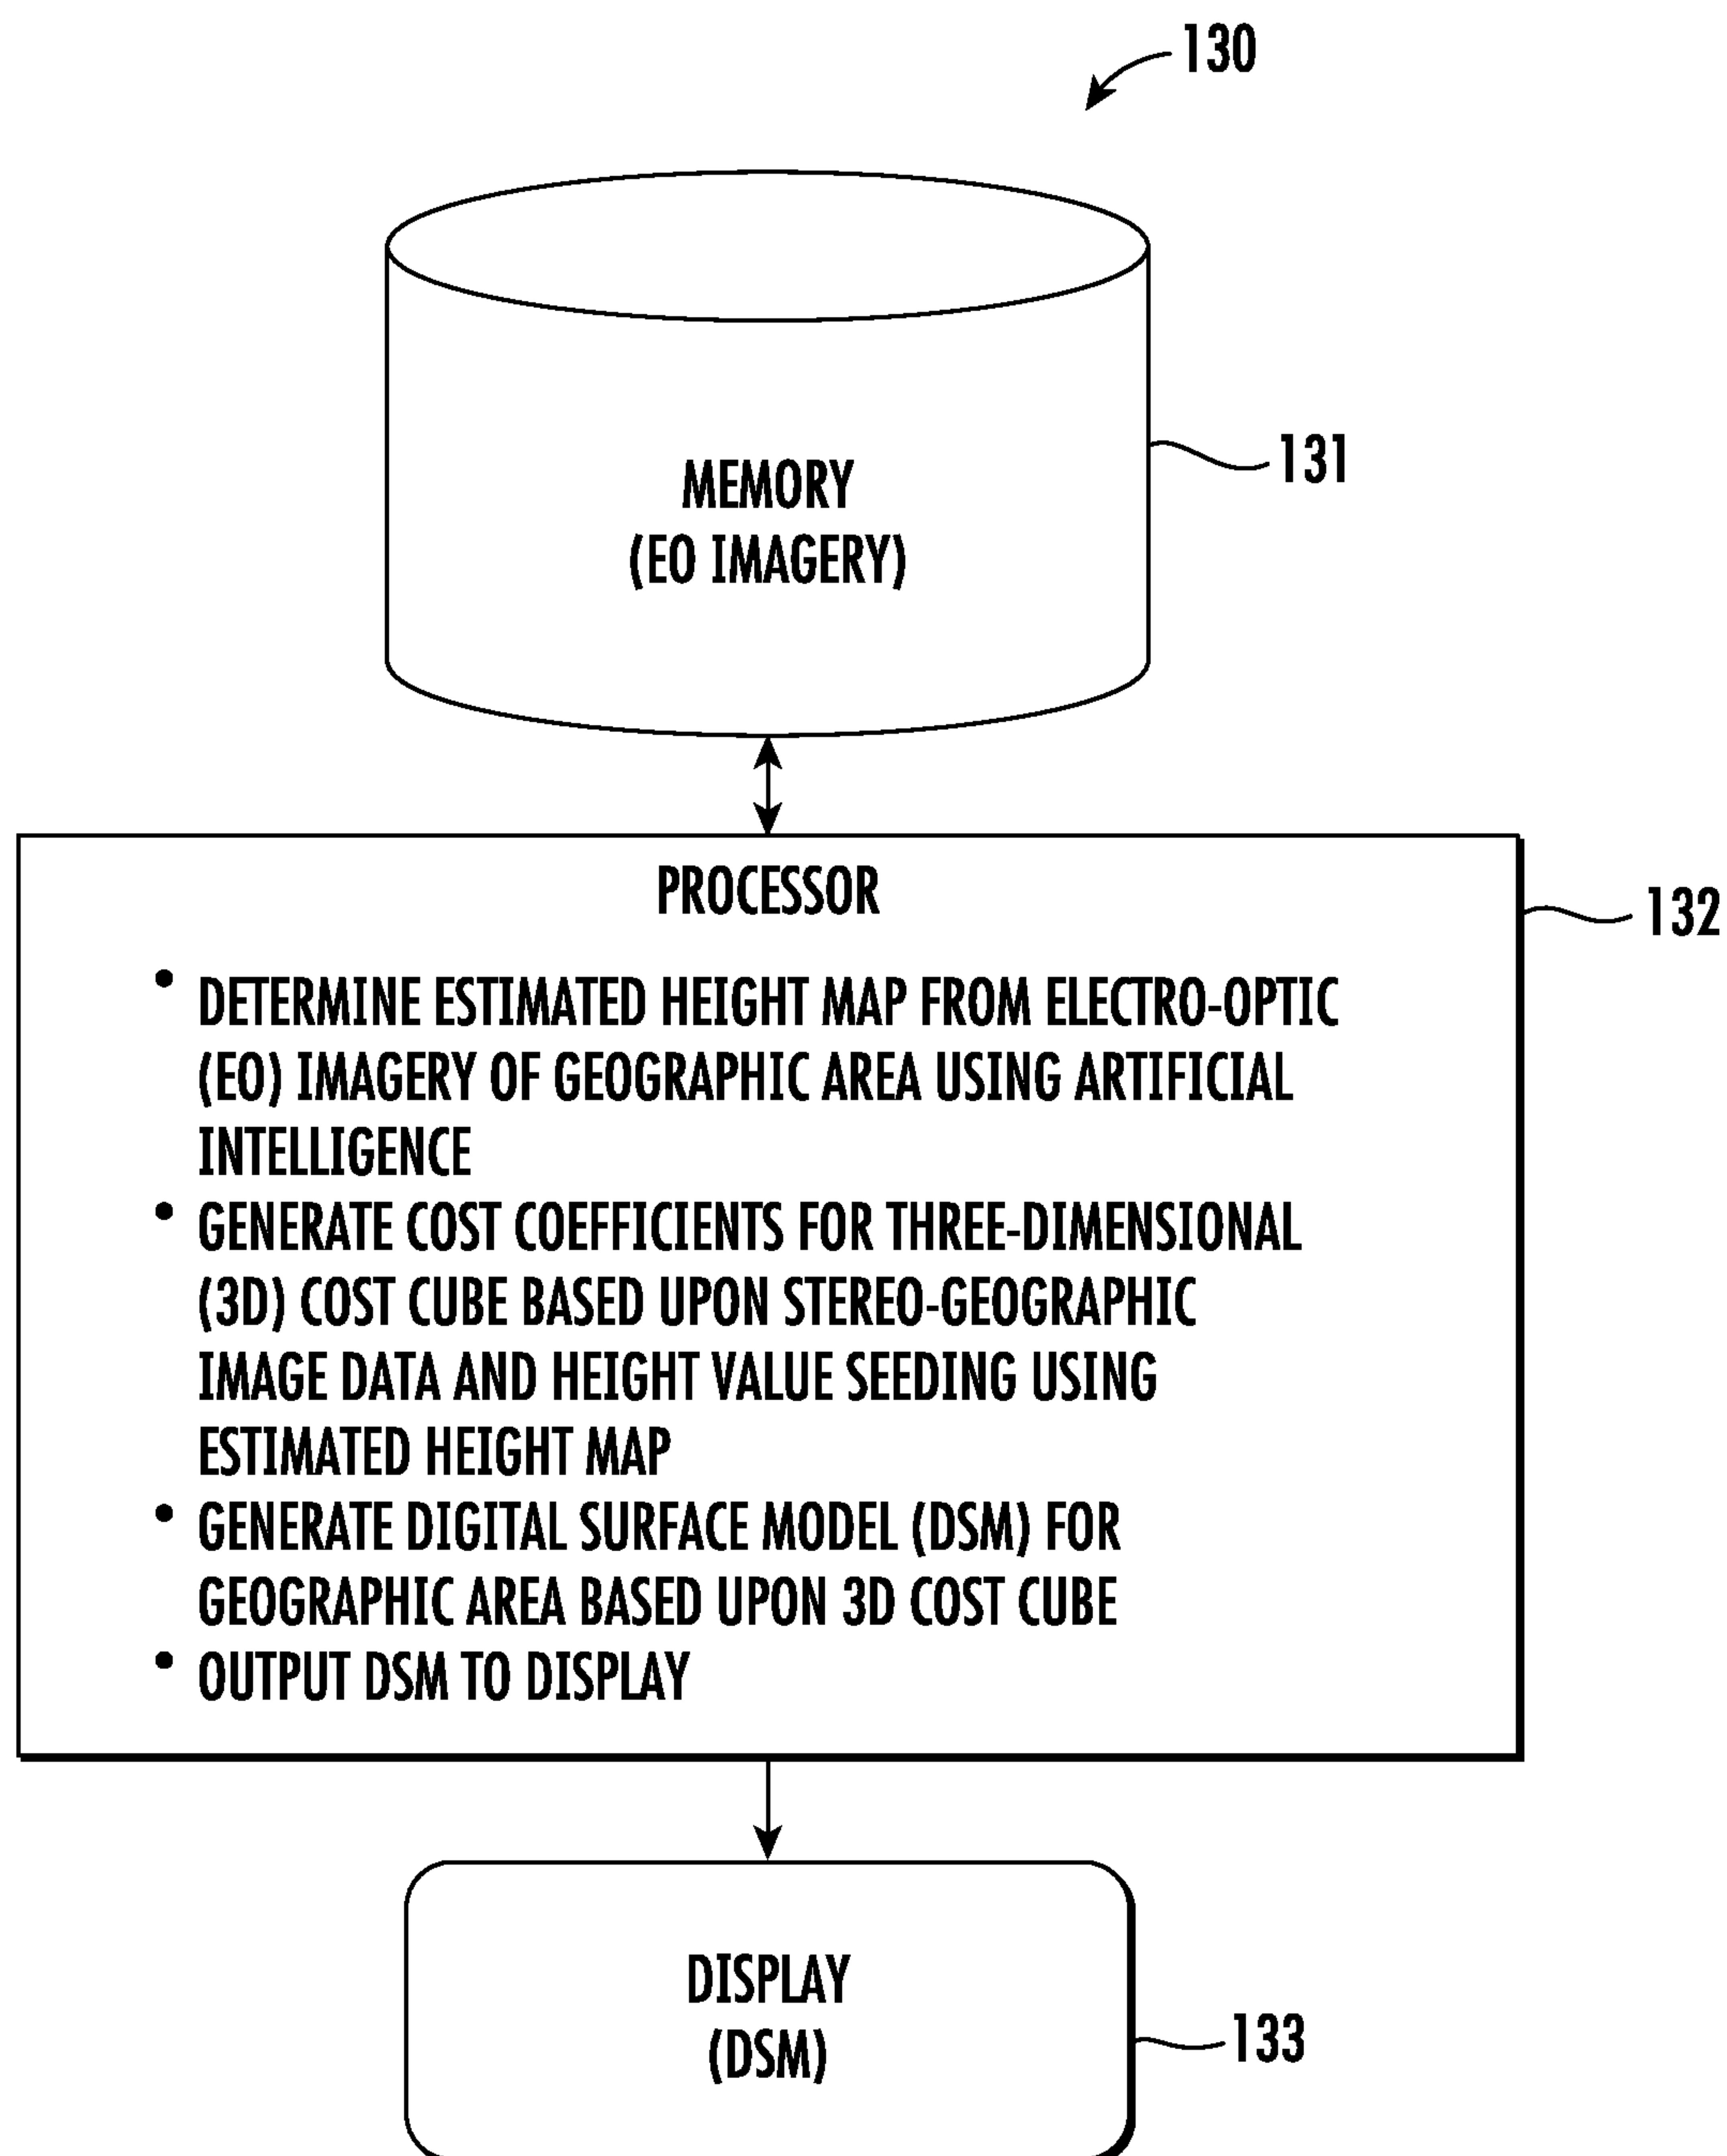 130
MEMORY
(EO IMAGERY)
131
PROCESSOR
132
• DETERMINE ESTIMATED HEIGHT MAP FROM ELECTRO-OPTIC
(EO) IMAGERY OF GEOGRAPHIC AREA USING ARTIFICIAL
INTELLIGENCE
• GENERATE COST COEFFICIENTS FOR THREE-DIMENSIONAL
(3D) COST CUBE BASED UPON STEREO-GEOGRAPHIC
IMAGE DATA AND HEIGHT VALUE SEEDING USING
ESTIMATED HEIGHT MAP
• GENERATE DIGITAL SURFACE MODEL (DSM) FOR
GEOGRAPHIC AREA BASED UPON 3D COST CUBE
• OUTPUT DSM TO DISPLAY
DISPLAY
(DSM)
133